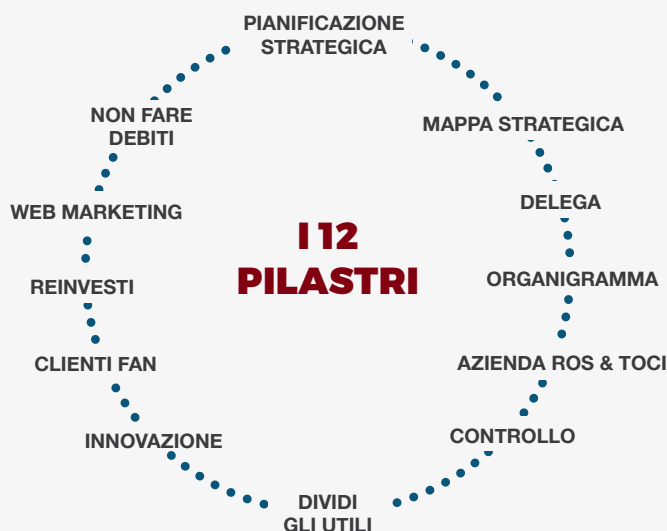 PIANIFICAZIONE
STRATEGICA
NON FARE
DEBITI
MAPPA STRATEGICA
WEB MARKETING
DELEGA
I 12
PILASTRI
REINVESTI
ORGANIGRAMMA
CLIENTI FAN
AZIENDA ROS & TOCI
INNOVAZIONE
CONTROLLO
DIVIDI
GLI UTILI